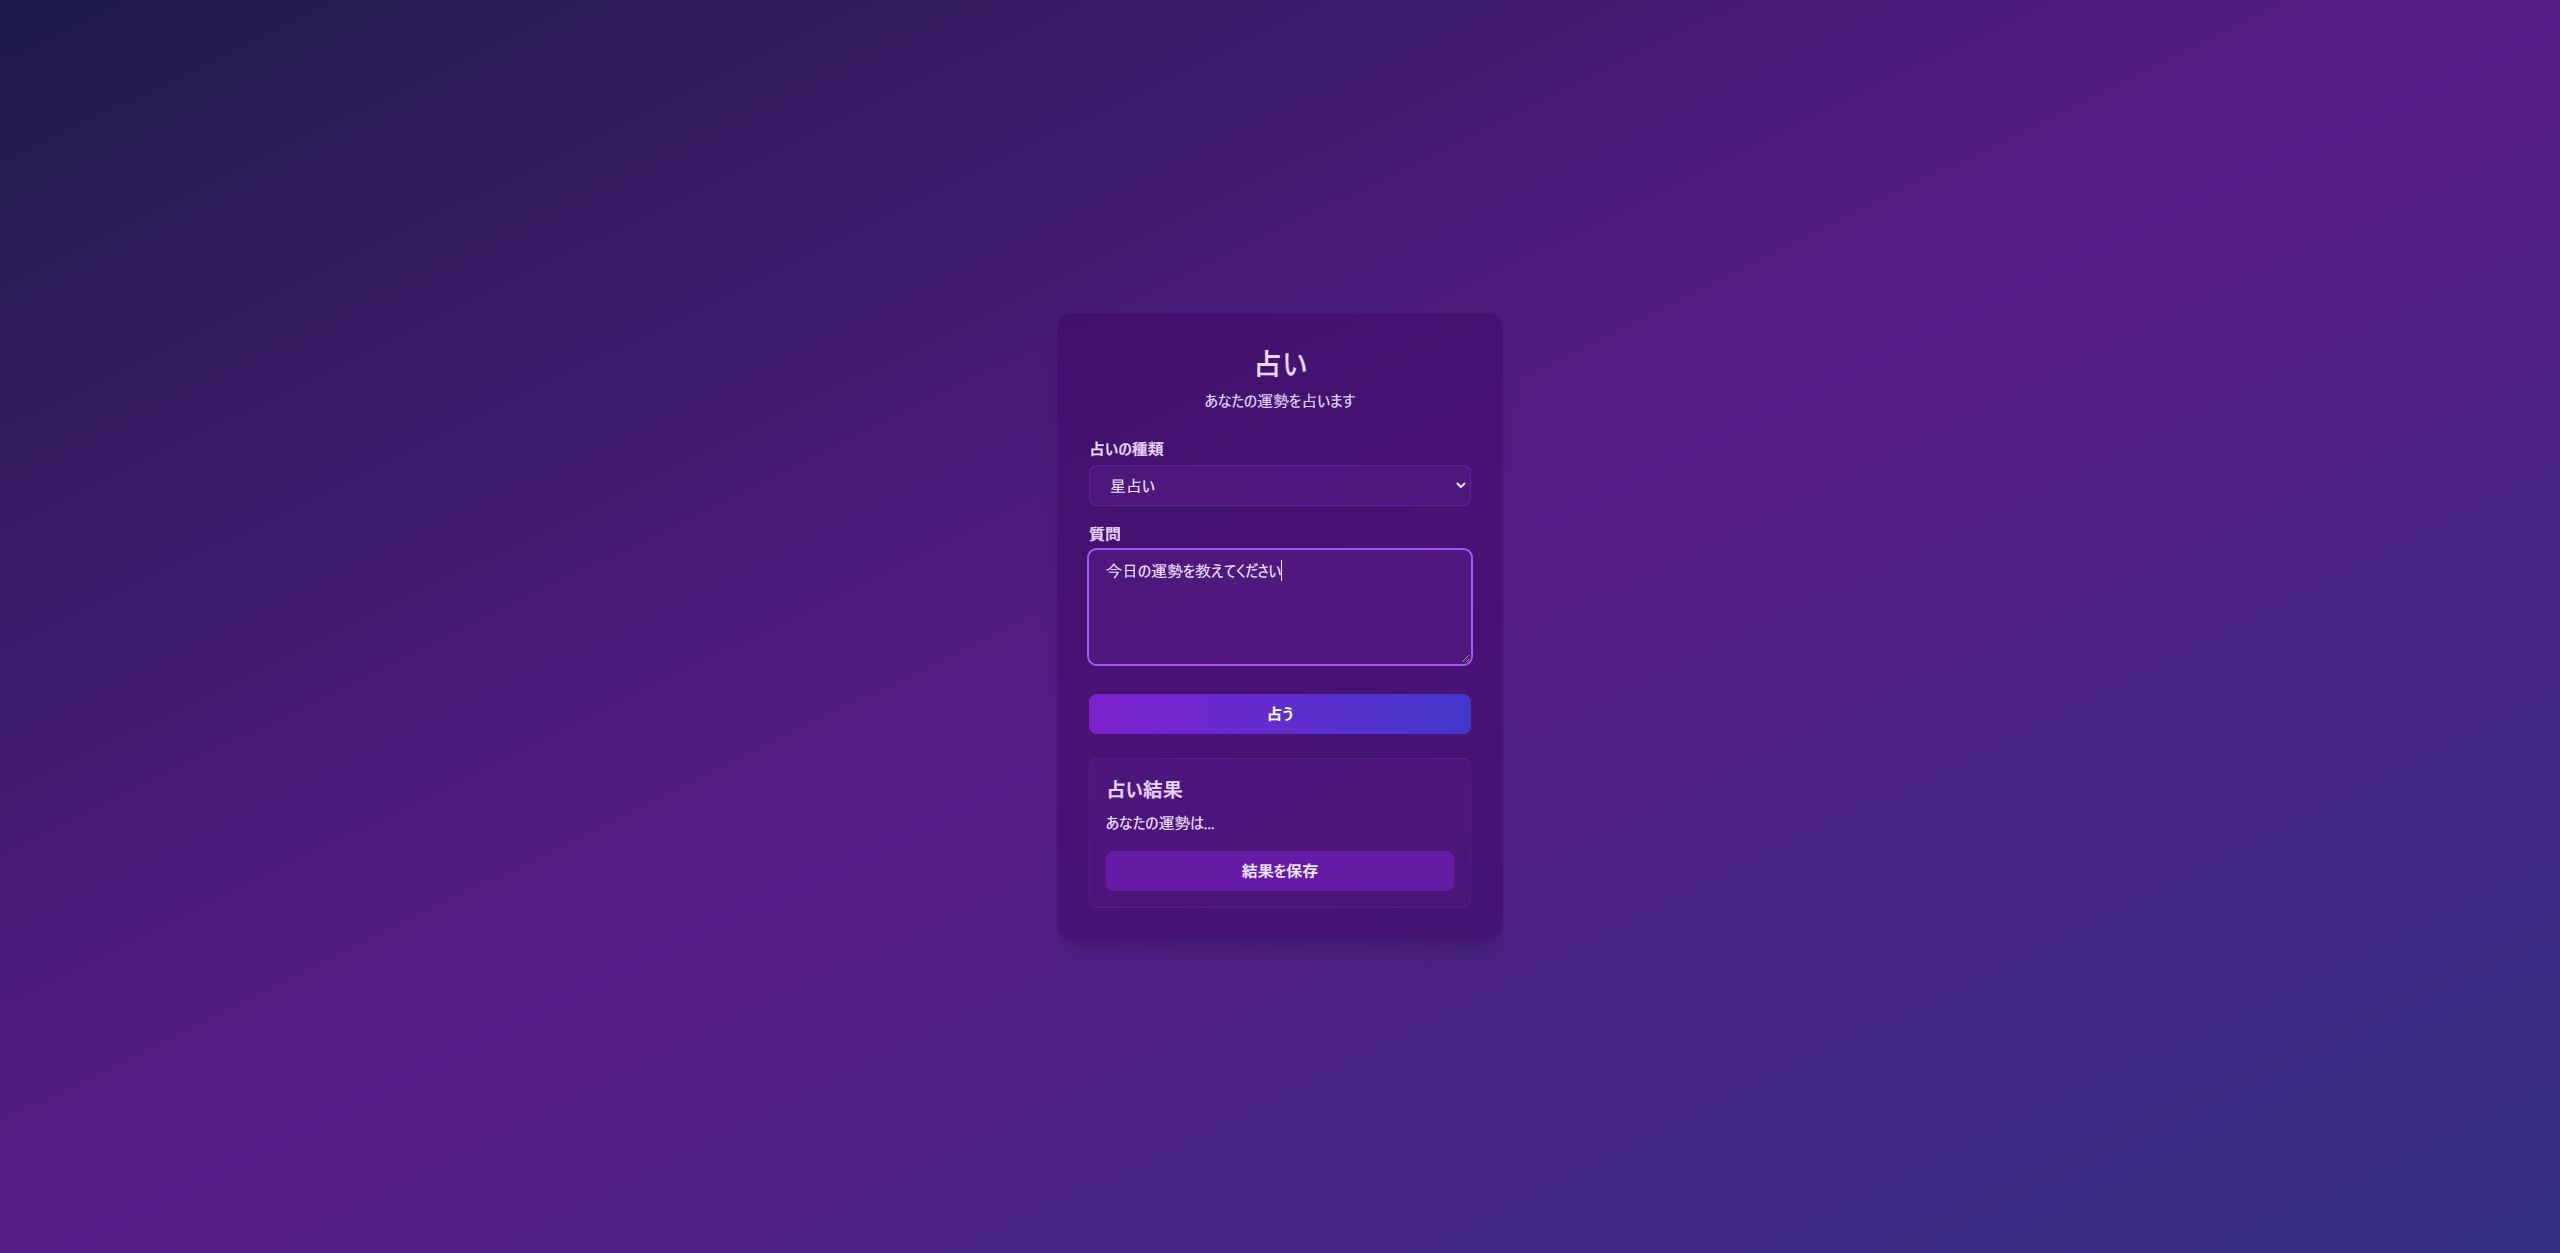 占い
あなたの運勢を占います
占いの種類
星占い
質問
今日の運勢を教えてください
占う
占い結果
あなたの運勢は...
結果を保存